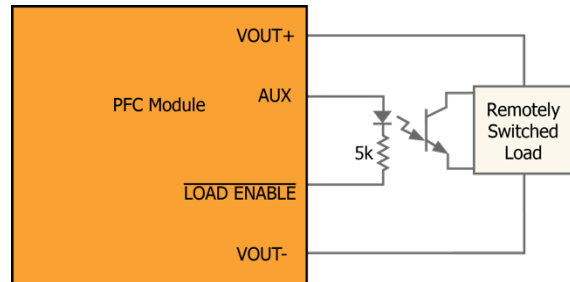 VOUT+
AUX
PFC Module
Remotely
Switched
Load
5k
LOAD ENABLE
VOUT-